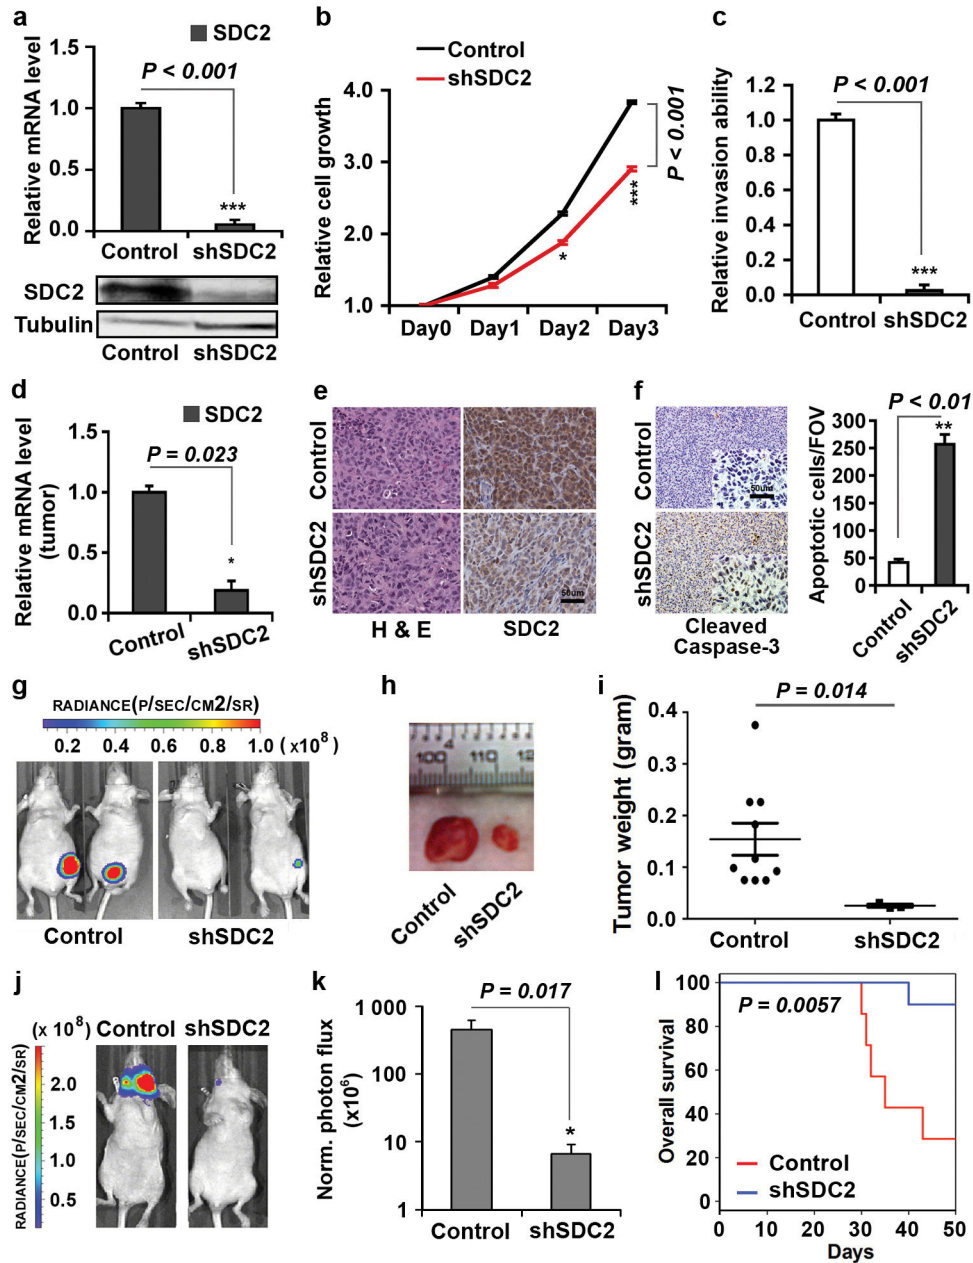 a
SDC2
Relative mRNA level
1.5
1.0
0.5
0.0
P < 0.001
***
Control shSDC2
SDC2
Tubulin
Control shSDC2
b
Control
shSDC2
Relative cell growth
4.0
3.0
2.0
1.0
P < 0.001
***
*
Day0 Day1 Day2 Day3
c
Relative invasion ability
1.2
1.0
0.8
0.6
0.4
0.2
0.0
P < 0.001
***
Control shSDC2
d
SDC2
Relative mRNA level
(tumor)
1.5
1.0
0.5
0.0
P = 0.023
*
Control
shSDC2
e
Control
shSDC2
50um
H & E
SDC2
f
Control
shSDC2
50um
Cleaved
Caspase-3
Apoptotic cells/FOV
P < 0.01
**
300
250
200
150
100
50
0
Control
shSDC2
g
RADIANCE(P/SEC/CM2/SR)
0.2 0.4 0.6 0.8 1.0 (x10⁸)
Control shSDC2
h
100 110 12
Control
shSDC2
i
Tumor weight (gram)
P = 0.014
0.4
0.3
0.2
0.1
0.0
Control shSDC2
j
(x 10⁸) Control shSDC2
RADIANCE(P/SEC/CM2/SR)
2.0
1.5
1.0
0.5
k
Norm. photon flux
(x10⁶)
P = 0.017
1 000
100
10
1
*
Control shSDC2
l
Overall survival
100
80
60
40
20
0
P = 0.0057
Control
shSDC2
0 10 20 30 40 50
Days